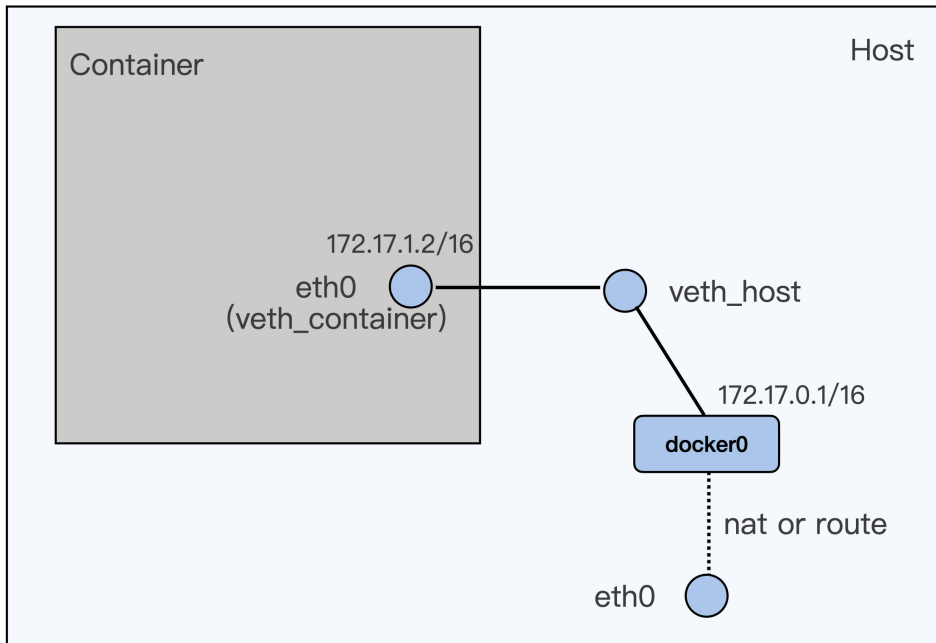 Container
Host
172.17.1.2/16
eth0
(veth_container)
veth_host
172.17.0.1/16
docker0
nat or route
eth0